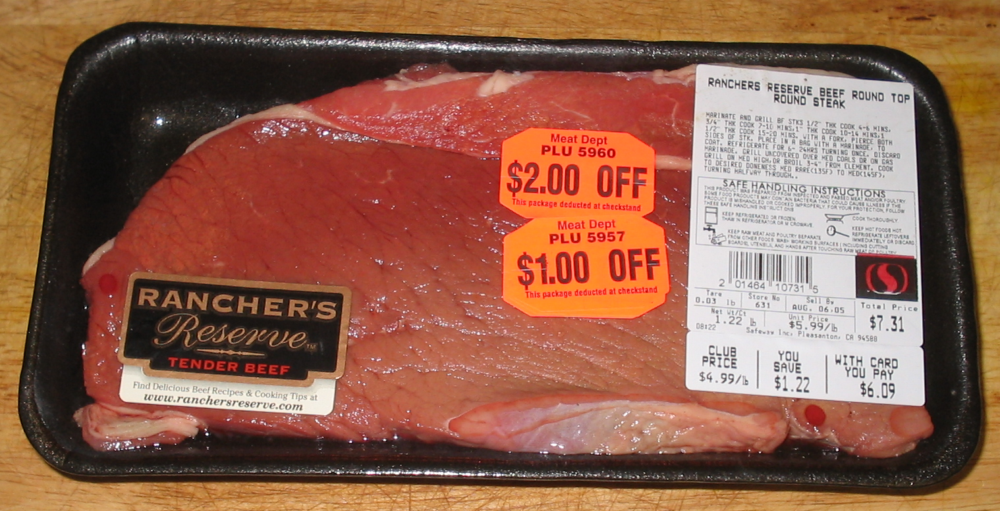 RANCHERS RESERVE BEEF ROUND TOP
ROUND STEAK
MARINATE AND GRILL BF STKS 1/2" THK COOK 4-6 MINS,
3/4" THK COOK 7-10 MINS,1" THK COOK 10-14 MINS,1
1/2" THK COOK 15-20 MINS. WITH A FORK, PIERCE BOTH
SIDES OF STK. PLACE IN A BAG WITH A MARINADE, TO
COAT. REFRIGERATE FOR 6- 24HRS TURNING ONCE. DISCARD
MARINADE. GRILL UNCOVERED OVER MED COALS OR ON GAS
GRILL ON MED HIGH,OR BROIL 3-4" FROM ELEMENT. COOK
TO DESIRED DONENESS MED RARE(135F) TO MED(145F),
TURNING HALFWAY THROUGH..
SAFE HANDLING INSTRUCTIONS
THIS PRODUCT WAS PREPARED FROM INSPECTED AND PASSED MEAT AND/OR POULTRY
SOME FOOD PRODUCTS MAY CONTAIN BACTERIA THAT COULD CAUSE ILLNESS IF THE
PRODUCT IS MISHANDLED OR COOKED IMPROPERLY. FOR YOUR PROTECTION, FOLLOW
THESE SAFE HANDLING INSTRUCTIONS
KEEP REFRIGERATED OR FROZEN.
THAW IN REFRIGERATOR OR MICROWAVE.
COOK THOROUGHLY
KEEP RAW MEAT AND POULTRY SEPARATE
FROM OTHER FOODS. WASH WORKING SURFACES (INCLUDING CUTTING
BOARDS), UTENSILS, AND HANDS AFTER TOUCHING RAW MEAT OR POULTRY
KEEP HOT FOODS HOT.
REFRIGERATE LEFTOVERS
IMMEDIATELY OR DISCARD
2 01464 10731 5
Tare
0.03 lb
Store No
631
Sell By
AUG. 06,05
Total Price
$7.31
Net Wt/Ct
1.22 lb
Unit Price
$5.99/lb
08:22
Safeway Inc, Pleasanton, CA 94588
CLUB
PRICE
$4.99/lb
YOU
SAVE
$1.22
WITH CARD
YOU PAY
$6.09
Meat Dept
PLU 5960
$2.00 OFF
This package deducted at checkstand
Meat Dept
PLU 5957
$1.00 OFF
This package deducted at checkstand
RANCHER'S
Reserve™
TENDER BEEF
Find Delicious Beef Recipes & Cooking Tips at
www.ranchersreserve.com